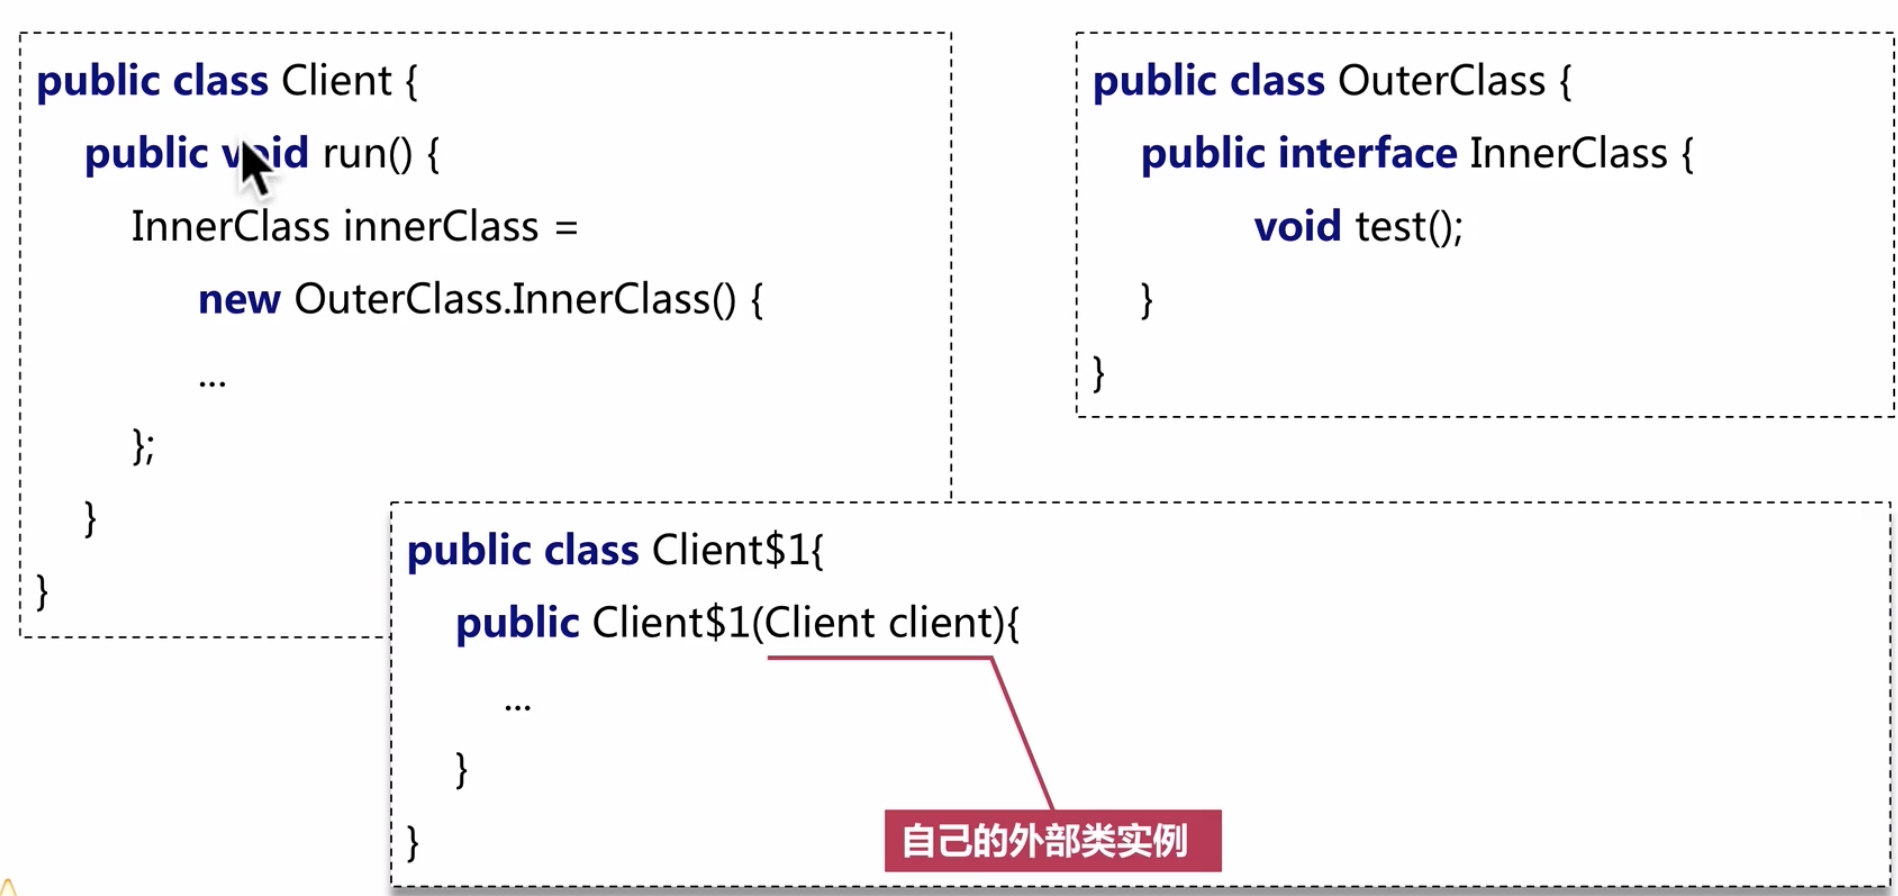 public class Client {
public void run() {
InnerClass innerClass =
new OuterClass.InnerClass() {
...
};
}
}
public class OuterClass {
public interface InnerClass {
void test();
}
}
public class Client$1{
public Client$1(Client client){
...
}
}
自己的外部类实例